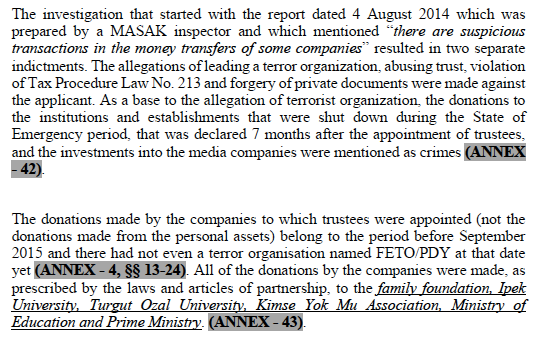 The investigation that started with the report dated 4 August 2014 which was
prepared by a MASAK inspector and which mentioned “there are suspicious
transactions in the money transfers of some companies” resulted in two separate
indictments. The allegations of leading a terror organization, abusing trust, violation
of Tax Procedure Law No. 213 and forgery of private documents were made against
the applicant. As a base to the allegation of terrorist organization, the donations to
the institutions and establishments that were shut down during the State of
Emergency period, that was declared 7 months after the appointment of trustees,
and the investments into the media companies were mentioned as crimes (ANNEX
- 42).
The donations made by the companies to which trustees were appointed (not the
donations made from the personal assets) belong to the period before September
2015 and there had not even a terror organisation named FETO/PDY at that date
yet (ANNEX - 4, §§ 13-24). All of the donations by the companies were made, as
prescribed by the laws and articles of partnership, to the family foundation, Ipek
University, Turgut Ozal University, Kimse Yok Mu Association, Ministry of
Education and Prime Ministry. (ANNEX - 43).